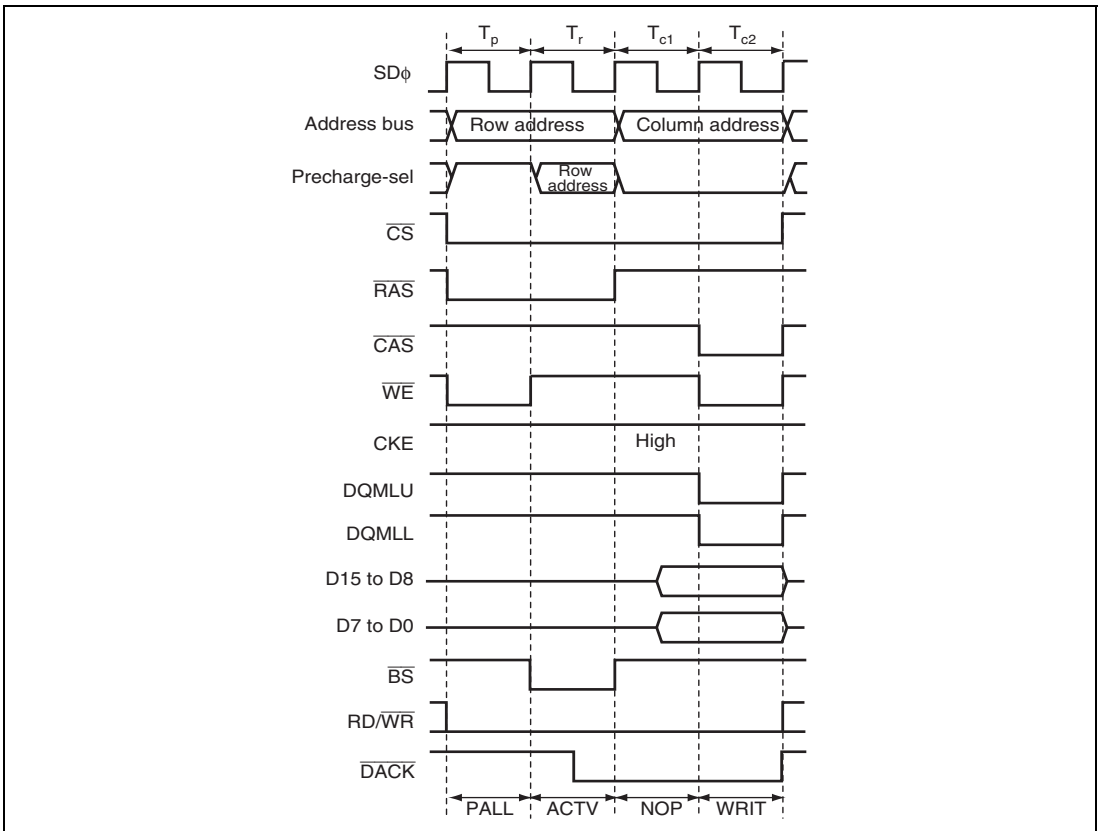 Tp Tr Tc1 Tc2
SDϕ
Address bus Row address Column address
Precharge-sel Row address
CS
RAS
CAS
WE
CKE High
DQMLU
DQMLL
D15 to D8
D7 to D0
BS
RD/WR
DACK
PALL ACTV NOP WRIT